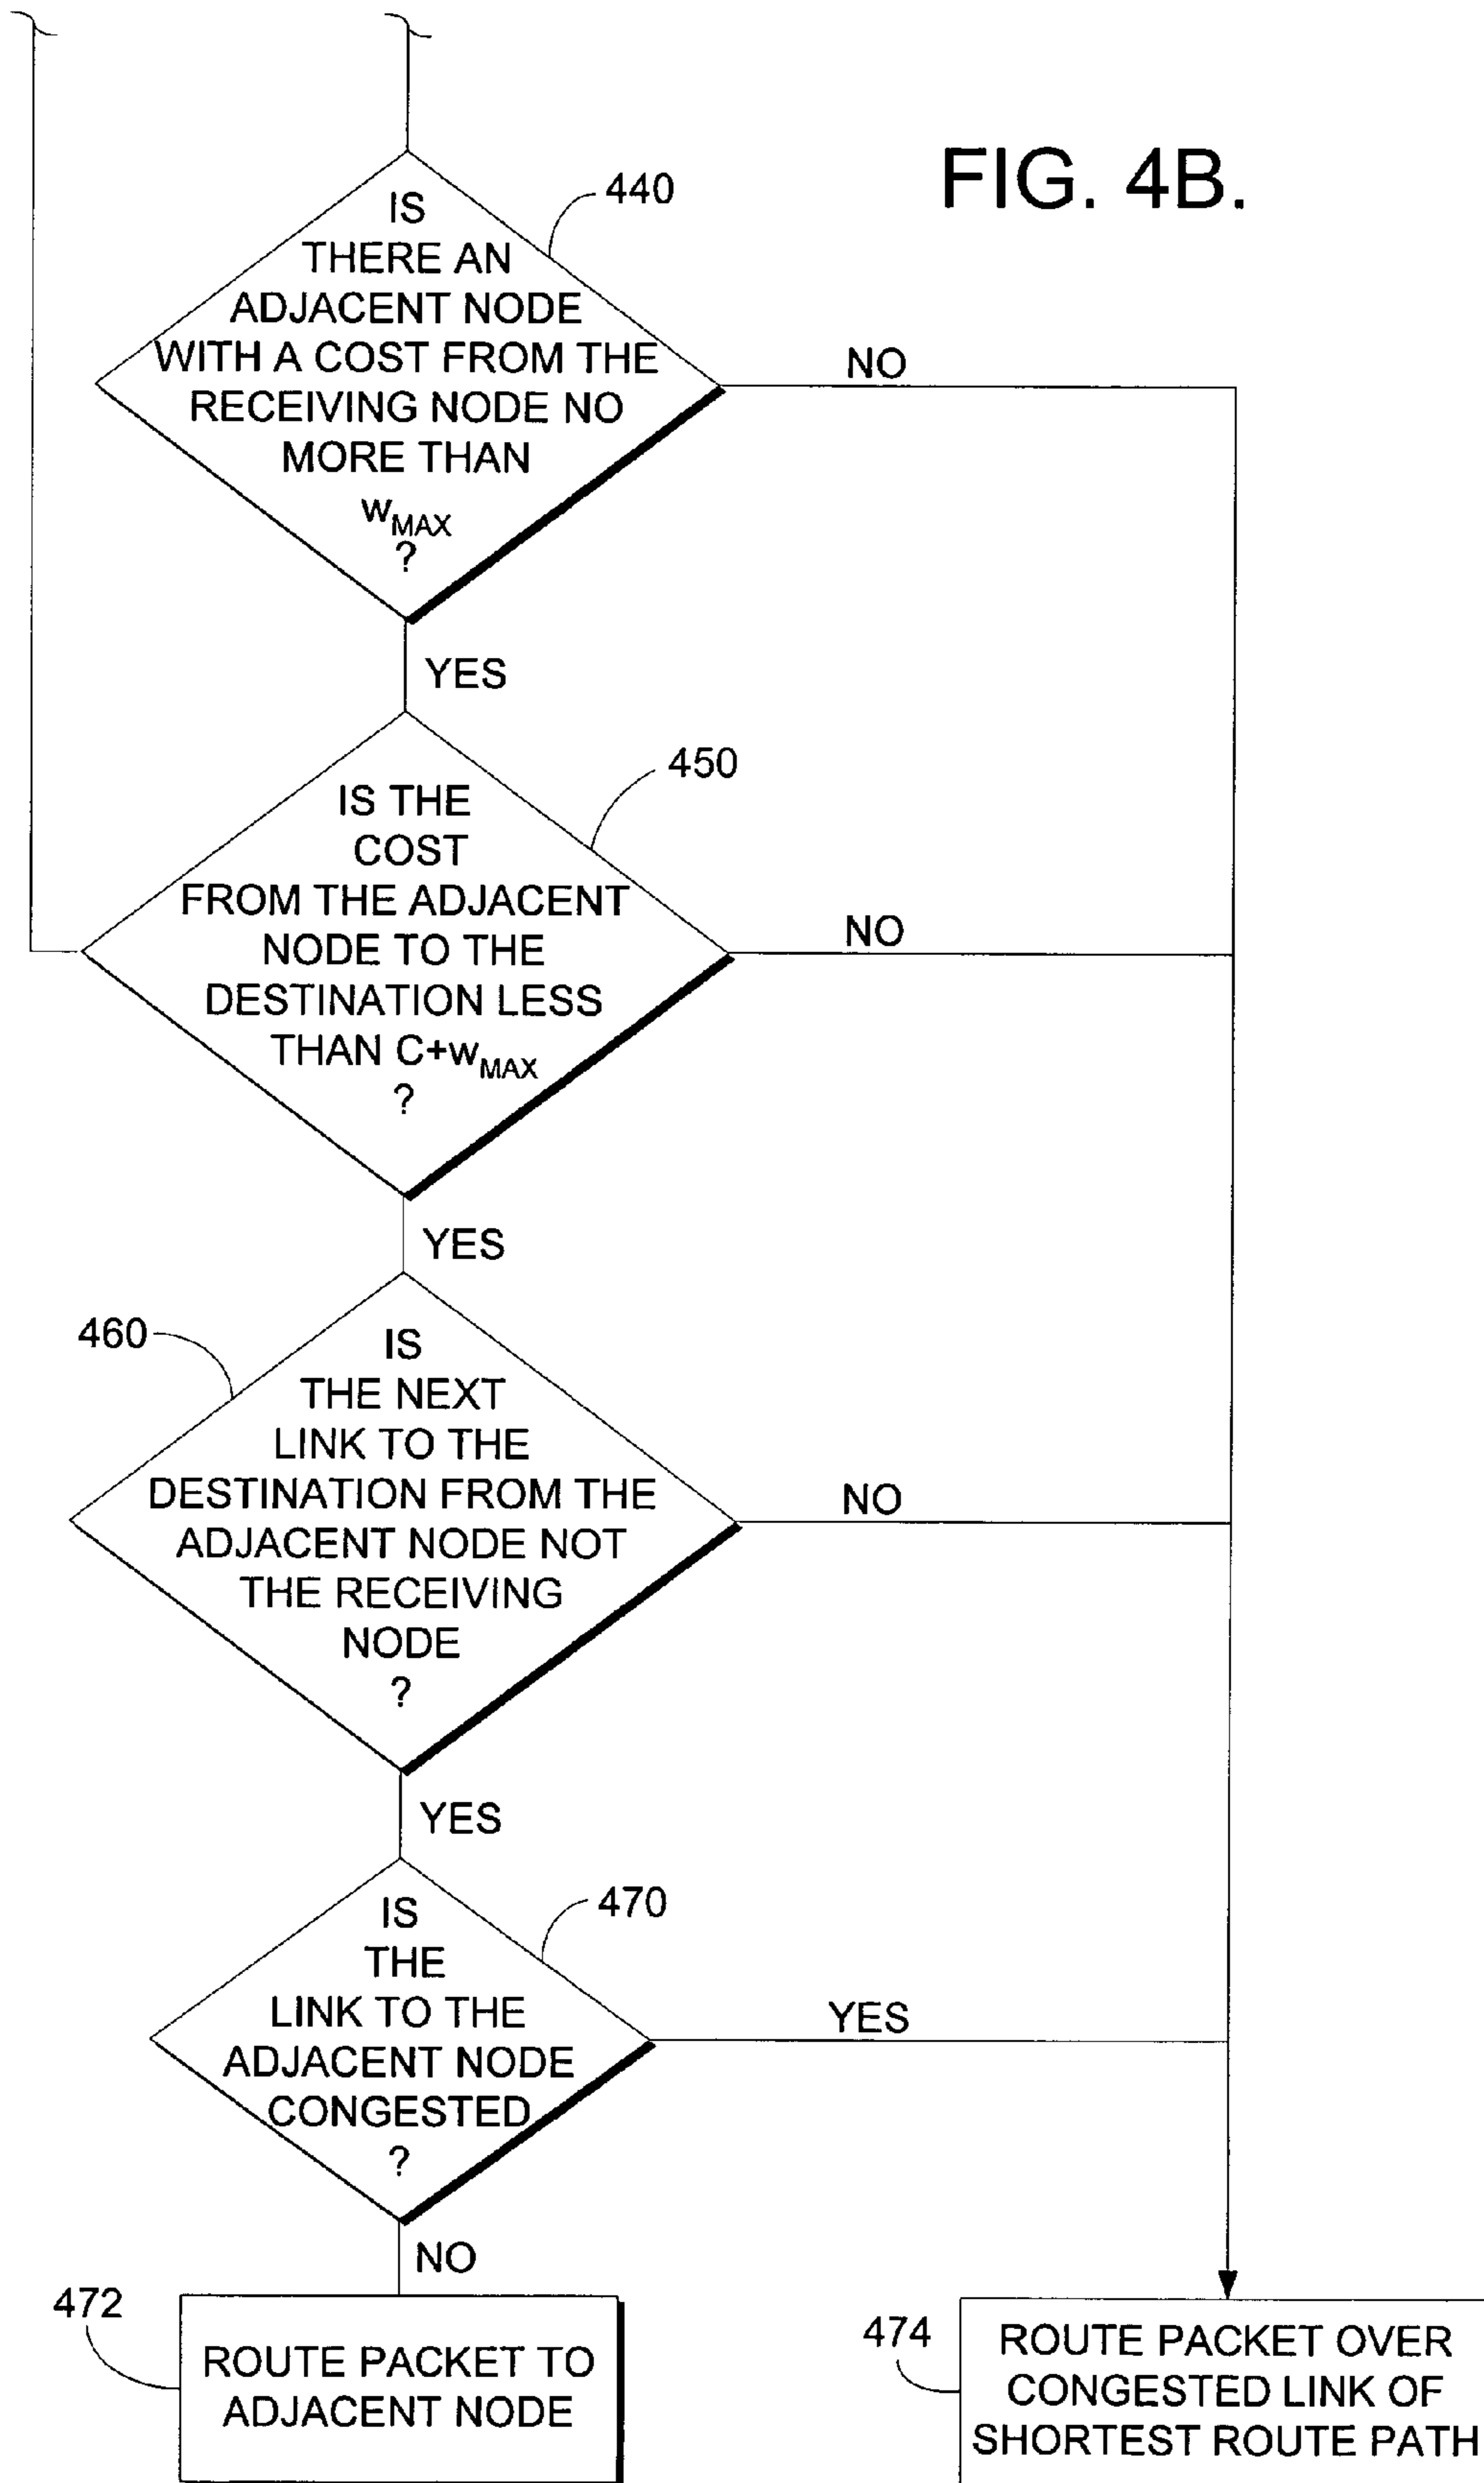 FIG. 4B.
440
IS
THERE AN
ADJACENT NODE
WITH A COST FROM THE
RECEIVING NODE NO
MORE THAN
wMAX
?
NO
YES
450
IS THE
COST
FROM THE ADJACENT
NODE TO THE
DESTINATION LESS
THAN C+wMAX
?
NO
YES
460
IS
THE NEXT
LINK TO THE
DESTINATION FROM THE
ADJACENT NODE NOT
THE RECEIVING
NODE
?
NO
YES
470
IS
THE
LINK TO THE
ADJACENT NODE
CONGESTED
?
YES
NO
472
ROUTE PACKET TO
ADJACENT NODE
474
ROUTE PACKET OVER
CONGESTED LINK OF
SHORTEST ROUTE PATH